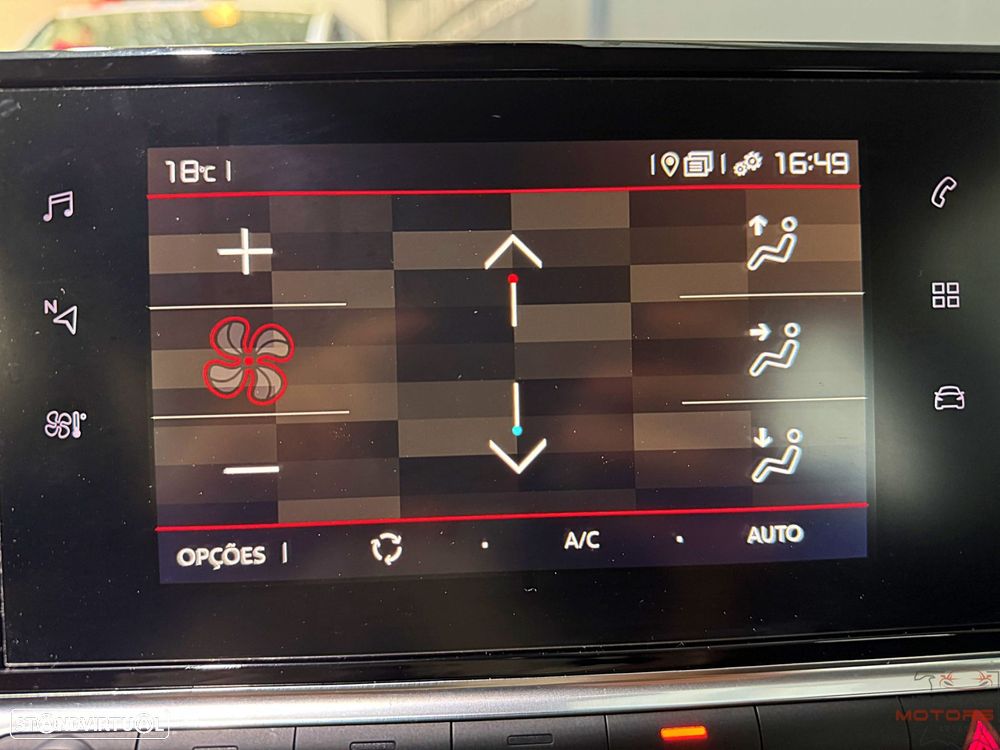 18°C
16:49
N
OPÇÕES
A/C
AUTO
STANDVIRTUAL
MOTORS